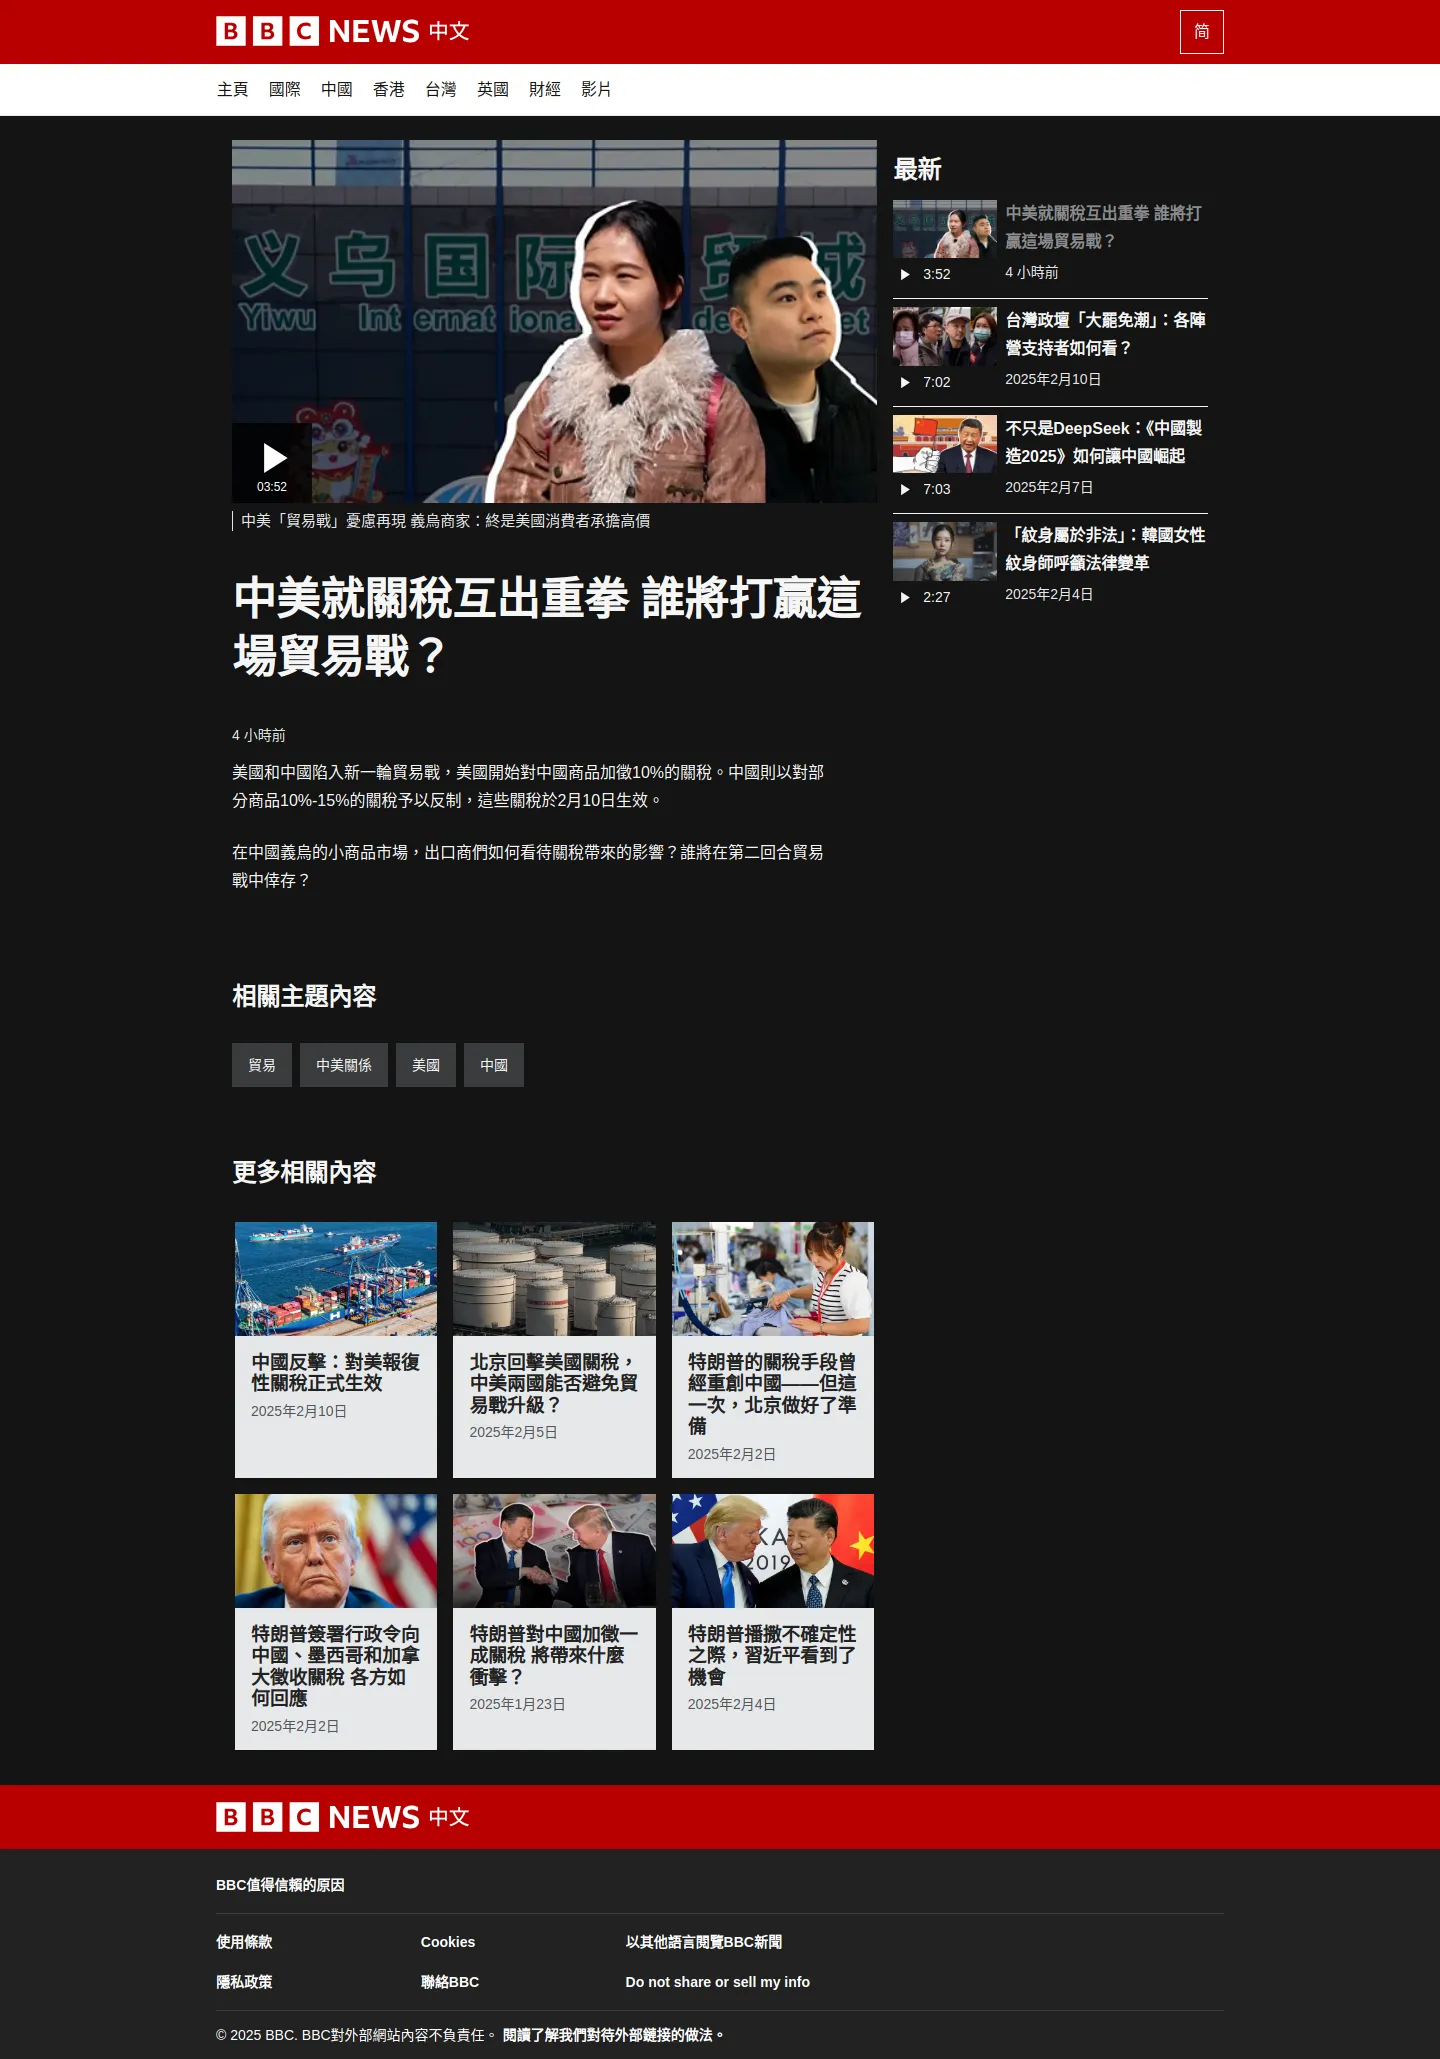 BBC NEWS 中文
简
主頁 國際 中國 香港 台灣 英國 財經 影片
义乌国际 贸 城
Yiwu International
03:52
中美「貿易戰」憂慮再現 義烏商家：終是美國消費者承擔高價
中美就關稅互出重拳 誰將打贏這
場貿易戰？
4 小時前
美國和中國陷入新一輪貿易戰，美國開始對中國商品加徵10%的關稅。中國則以對部
分商品10%-15%的關稅予以反制，這些關稅於2月10日生效。
在中國義烏的小商品市場，出口商們如何看待關稅帶來的影響？誰將在第二回合貿易
戰中倖存？
最新
中美就關稅互出重拳 誰將打
贏這場貿易戰？
3:52
4 小時前
台灣政壇「大罷免潮」：各陣
營支持者如何看？
7:02
2025年2月10日
不只是DeepSeek：《中國製
造2025》如何讓中國崛起
7:03
2025年2月7日
「紋身屬於非法」：韓國女性
紋身師呼籲法律變革
2:27
2025年2月4日
相關主題內容
貿易 中美關係 美國 中國
更多相關內容
中國反擊：對美報復
性關稅正式生效
2025年2月10日
北京回擊美國關稅，
中美兩國能否避免貿
易戰升級？
2025年2月5日
特朗普的關稅手段曾
經重創中國——但這
一次，北京做好了準
備
2025年2月2日
特朗普簽署行政令向
中國、墨西哥和加拿
大徵收關稅 各方如
何回應
2025年2月2日
100
特朗普對中國加徵一
成關稅 將帶來什麼
衝擊？
2025年1月23日
KA
2019
特朗普播撒不確定性
之際，習近平看到了
機會
2025年2月4日
BBC NEWS 中文
BBC值得信賴的原因
使用條款 Cookies 以其他語言閱覽BBC新聞
隱私政策 聯絡BBC Do not share or sell my info
© 2025 BBC. BBC對外部網站內容不負責任。 閱讀了解我們對待外部鏈接的做法。